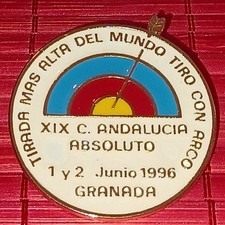 TIRADA MAS ALTA DEL MUNDO TIRO CON ARCO
XIX C. ANDALUCIA
ABSOLUTO
1 y 2 Junio 1996
GRANADA